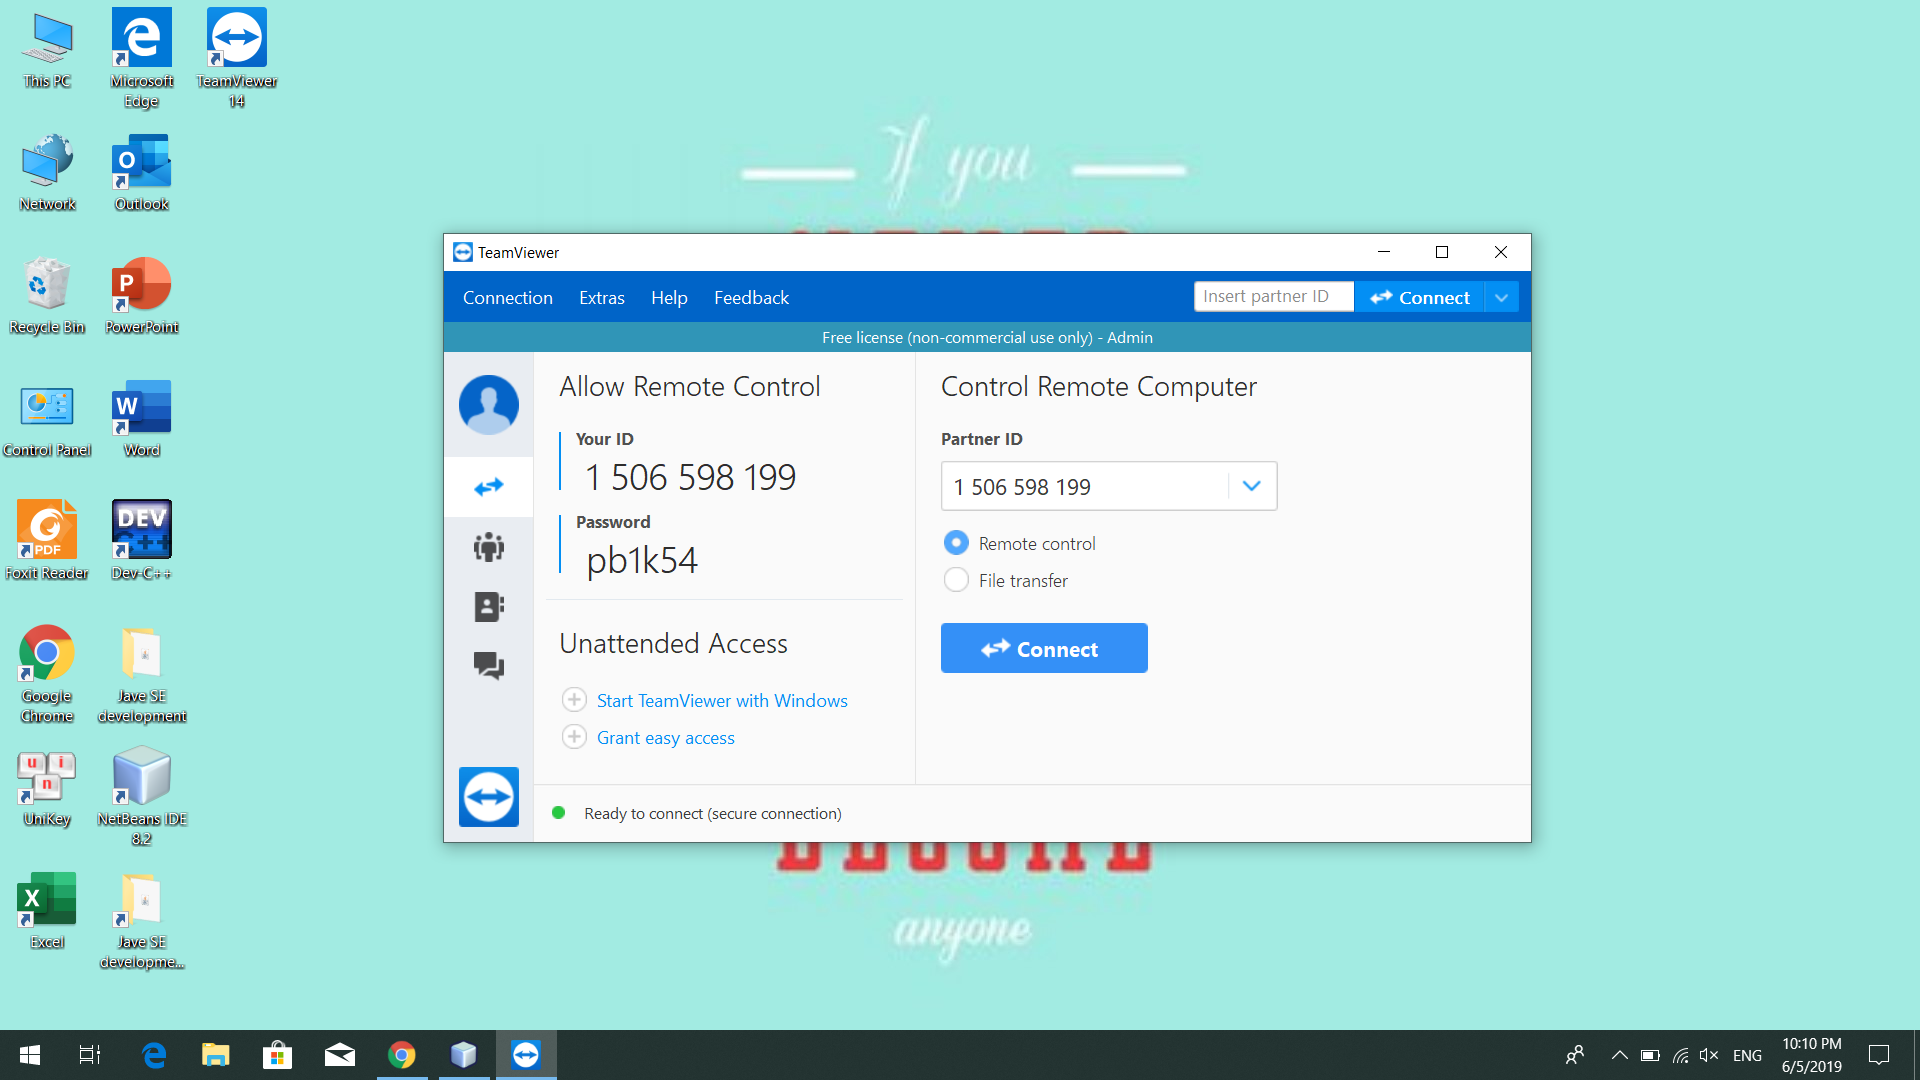 This PC
Microsoft
Edge
TeamViewer
14
Network
Outlook
Recycle Bin
PowerPoint
Control Panel
Word
Foxit Reader
PDF
DEV
C++
Dev-C++
Google
Chrome
Jave SE
development
UniKey
NetBeans IDE
8.2
Excel
Jave SE
developme...
if you
TeamViewer
Connection Extras Help Feedback
Insert partner ID
Connect
Free license (non-commercial use only) - Admin
Allow Remote Control
Your ID
1 506 598 199
Password
pb1k54
Unattended Access
Start TeamViewer with Windows
Grant easy access
Control Remote Computer
Partner ID
1 506 598 199
Remote control
File transfer
Connect
Ready to connect (secure connection)
anyone
ENG
10:10 PM
6/5/2019